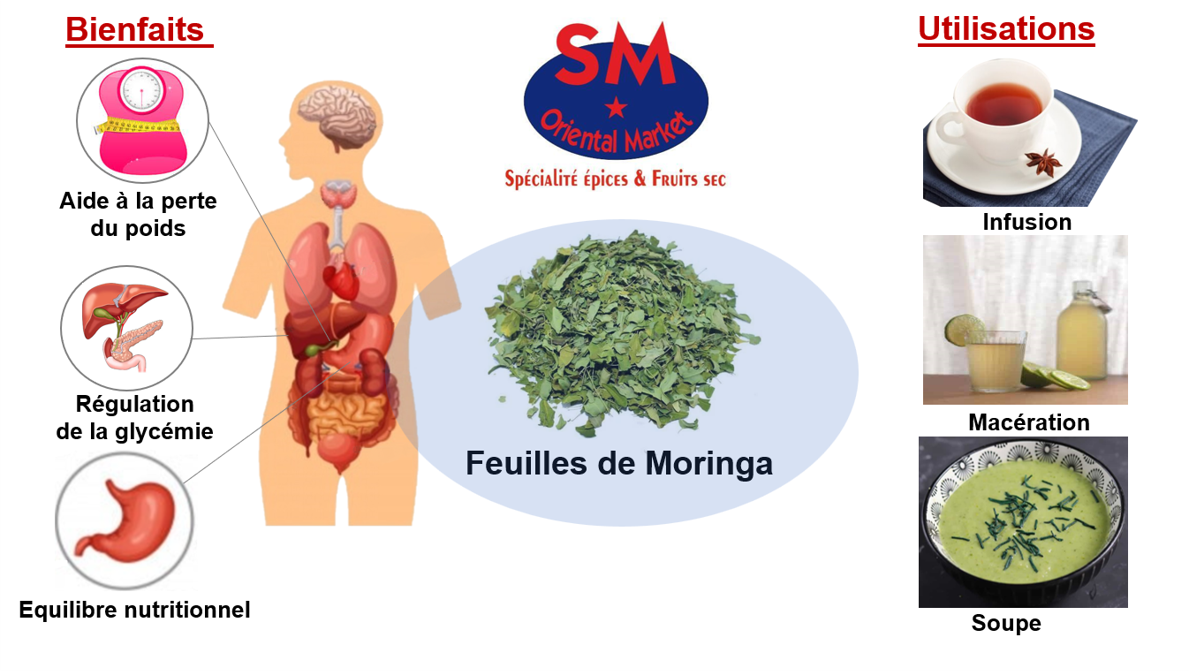 Bienfaits
Aide à la perte
du poids
Régulation
de la glycémie
Equilibre nutritionnel
SM
Oriental Market
Spécialité épices & Fruits sec
Feuilles de Moringa
Utilisations
Infusion
Macération
Soupe